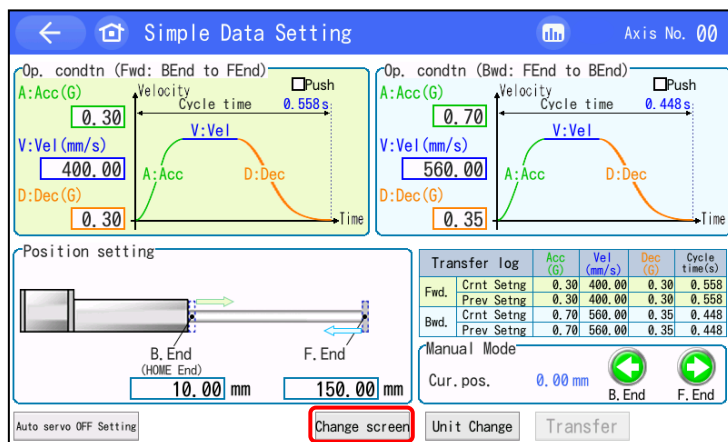 Simple Data Setting
Axis No. 00
Op. condtn (Fwd: BEnd to FEnd)
A:Acc(G)
0.30
V:Vel(mm/s)
400.00
D:Dec(G)
0.30
Velocity
Push
Cycle time 0.558s
V:Vel
A:Acc
D:Dec
Time
Op. condtn (Bwd: FEnd to BEnd)
A:Acc(G)
0.70
V:Vel(mm/s)
560.00
D:Dec(G)
0.35
Velocity
Push
Cycle time 0.448s
V:Vel
A:Acc
D:Dec
Time
Position setting
B.End
(HOME End)
10.00 mm
F.End
150.00 mm
Transfer log Acc (G) Vel (mm/s) Dec (G) Cycle time(s)
Fwd. Crnt Setng 0.30 400.00 0.30 0.558
Prev Setng 0.30 400.00 0.30 0.558
Bwd. Crnt Setng 0.70 560.00 0.35 0.448
Prev Setng 0.70 560.00 0.35 0.448
Manual Mode
Cur.pos. 0.00 mm
B.End
F.End
Auto servo OFF Setting
Change screen
Unit Change
Transfer